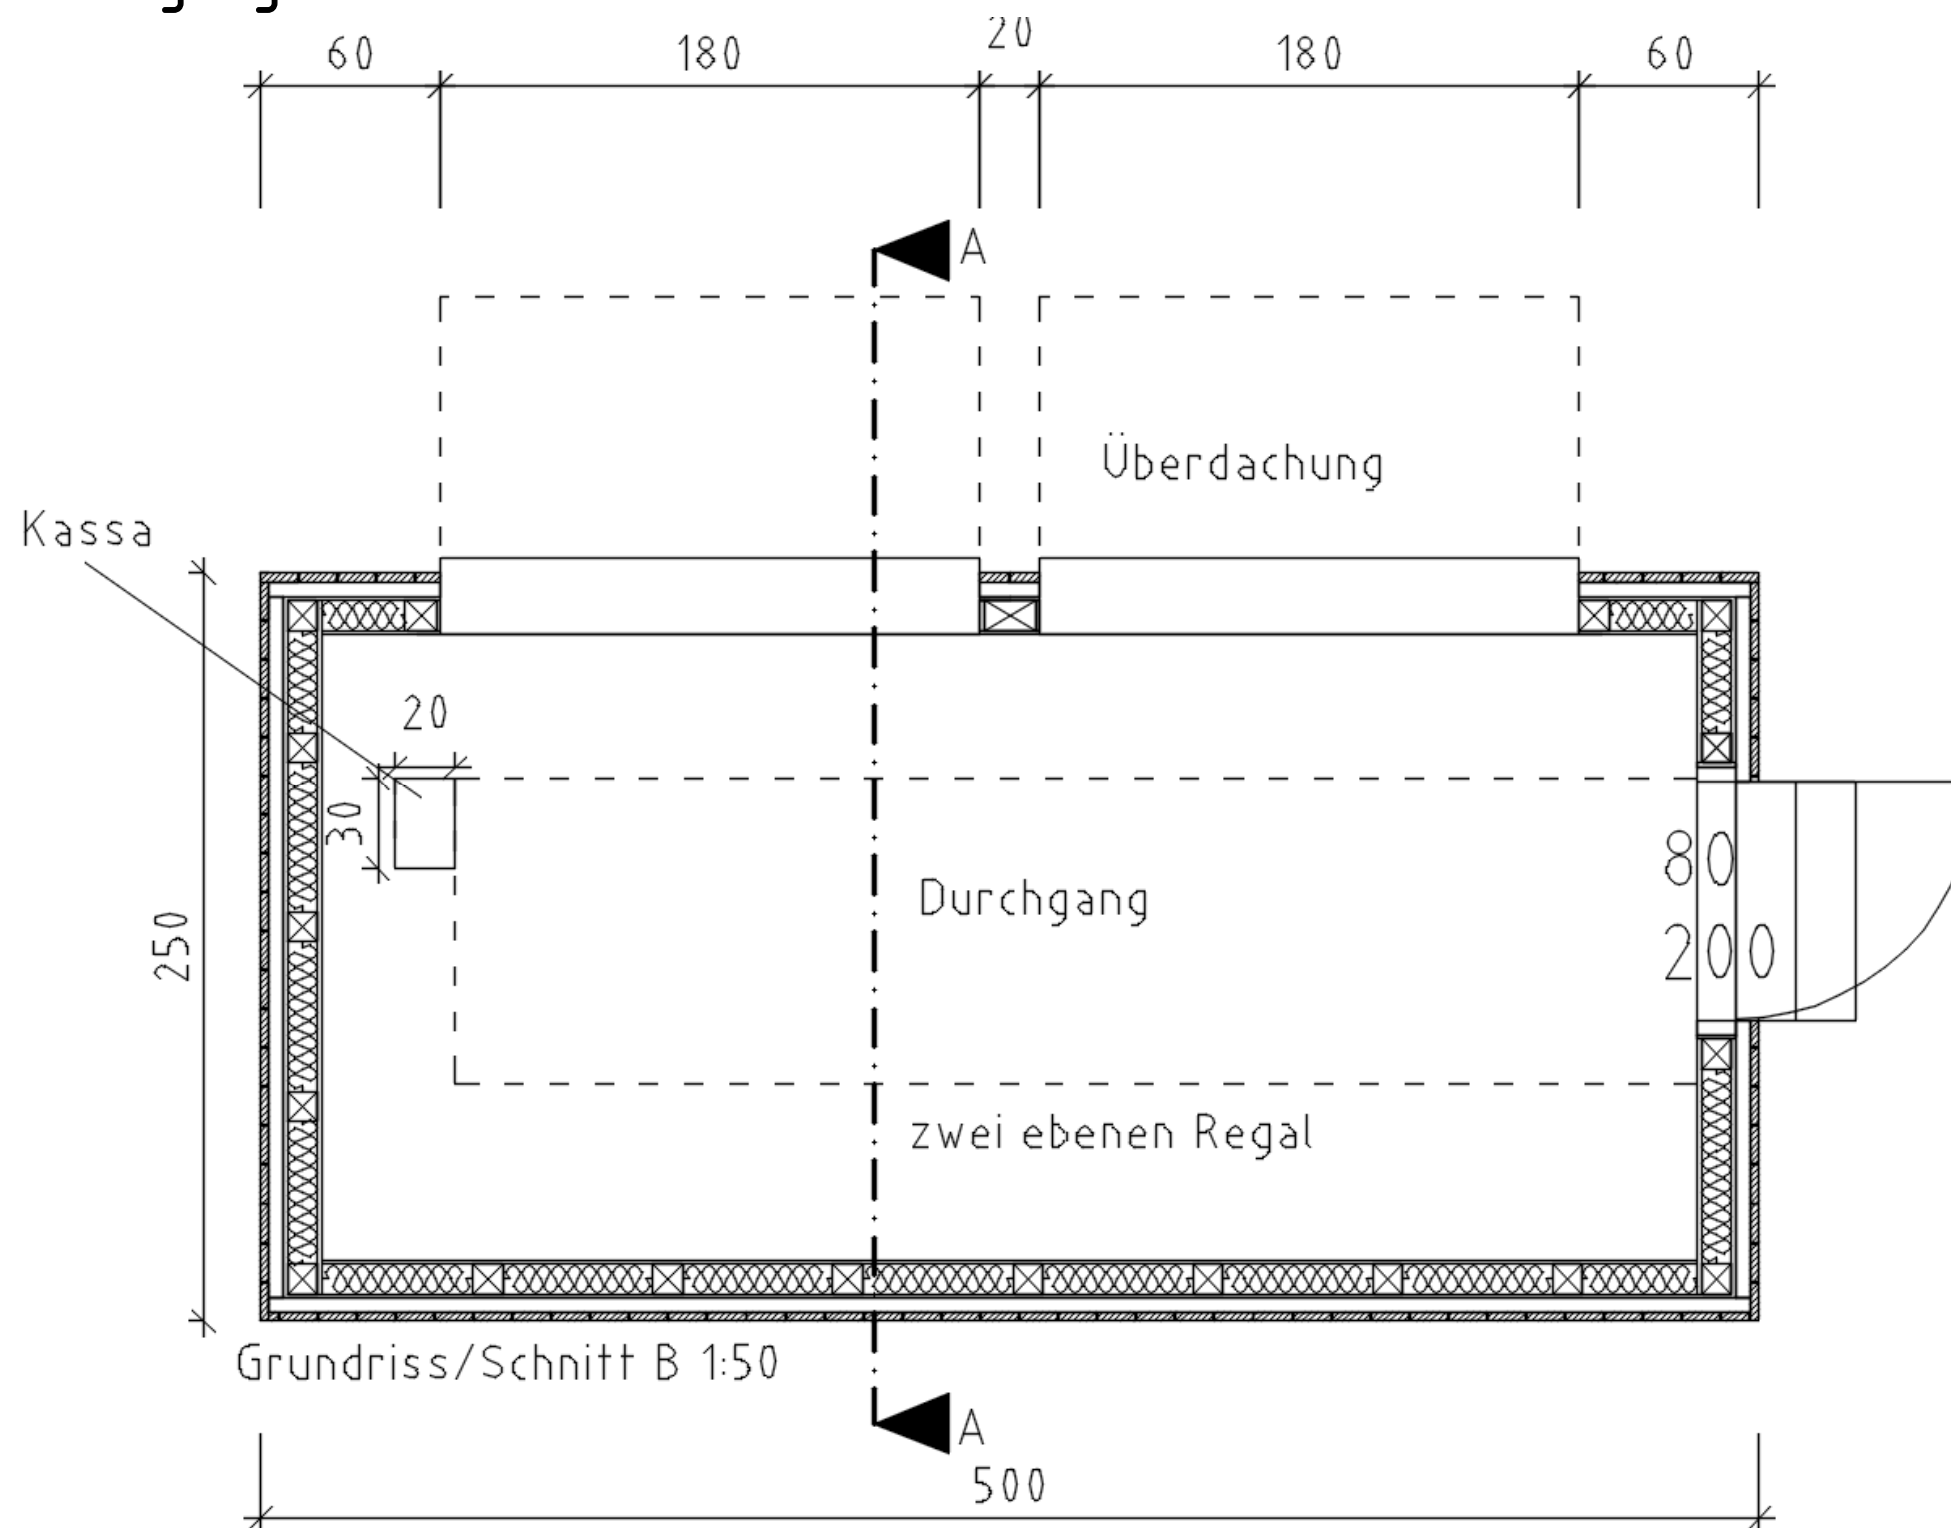 60
180
20
180
60
A
Überdachung
Kassa
20
30
80
Durchgang
200
250
zwei ebenen Regal
Grundriss/Schnitt B 1:50
A
500